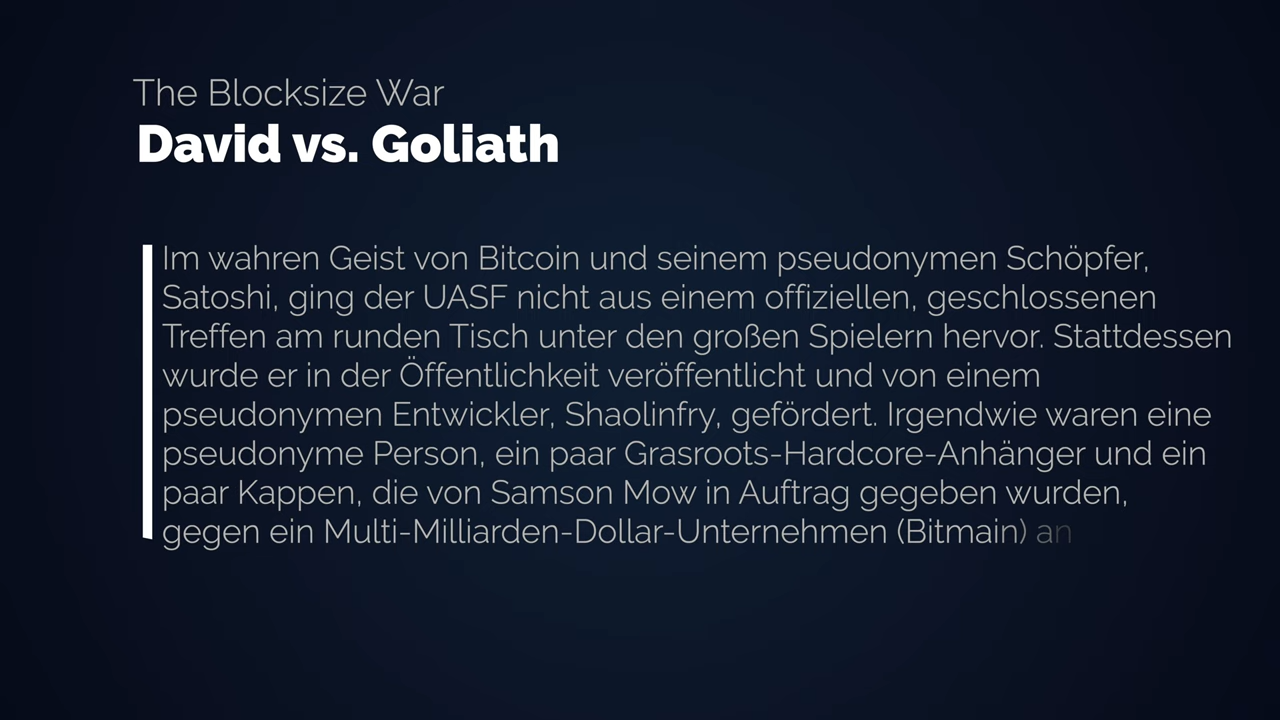 The Blocksize War
David vs. Goliath
Im wahren Geist von Bitcoin und seinem pseudonymen Schöpfer,
Satoshi, ging der UASF nicht aus einem offiziellen, geschlossenen
Treffen am runden Tisch unter den großen Spielern hervor. Stattdessen
wurde er in der Öffentlichkeit veröffentlicht und von einem
pseudonymen Entwickler, Shaolinfry, gefördert. Irgendwie waren eine
pseudonyme Person, ein paar Grasroots-Hardcore-Anhänger und ein
paar Kappen, die von Samson Mow in Auftrag gegeben wurden,
gegen ein Multi-Milliarden-Dollar-Unternehmen (Bitmain) an